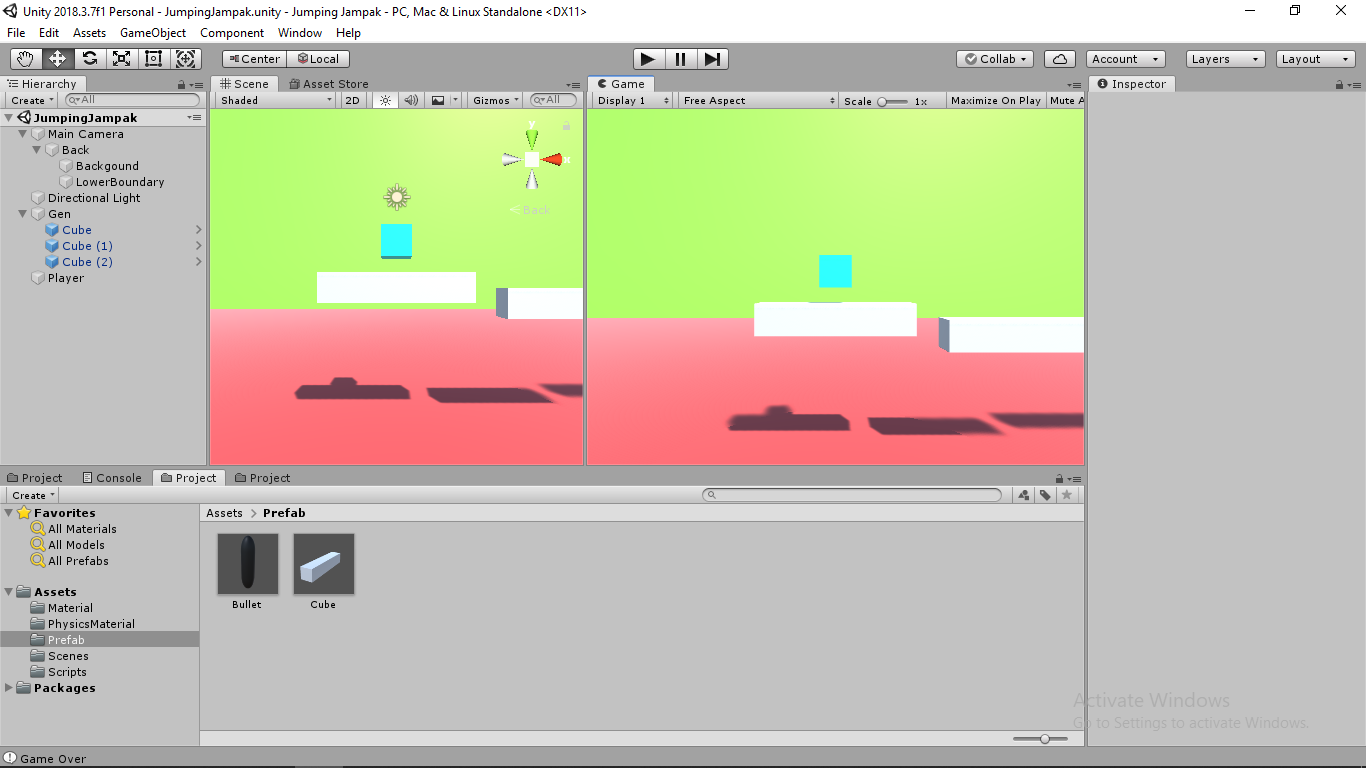 Unity 2018.3.7f1 Personal - JumpingJampak.unity - Jumping Jampak - PC, Mac & Linux Standalone <DX11>
File Edit Assets GameObject Component Window Help
Center Local Collab Account Layers Layout
Hierarchy
Create All
JumpingJampak
Main Camera
Back
Backgound
LowerBoundary
Directional Light
Gen
Cube
Cube (1)
Cube (2)
Player
Scene Asset Store
Shaded 2D Gizmos All
y
x
Back
Game
Display 1 Free Aspect Scale 1x Maximize On Play Mute A
Inspector
Project Console Project Project
Create
Favorites
All Materials
All Models
All Prefabs
Assets
Material
PhysicsMaterial
Prefab
Scenes
Scripts
Packages
Assets > Prefab
Bullet Cube
Activate Windows
Go to Settings to activate Windows.
Game Over